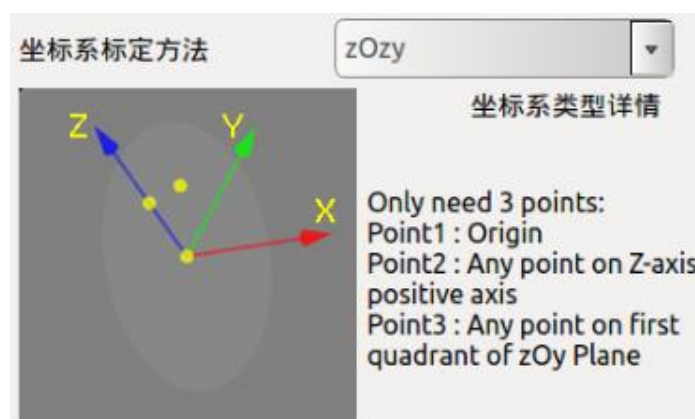 坐标系标定方法
zOzy
坐标系类型详情
Z
Y
X
Only need 3 points:
Point1 : Origin
Point2 : Any point on Z-axis
positive axis
Point3 : Any point on first
quadrant of zOy Plane